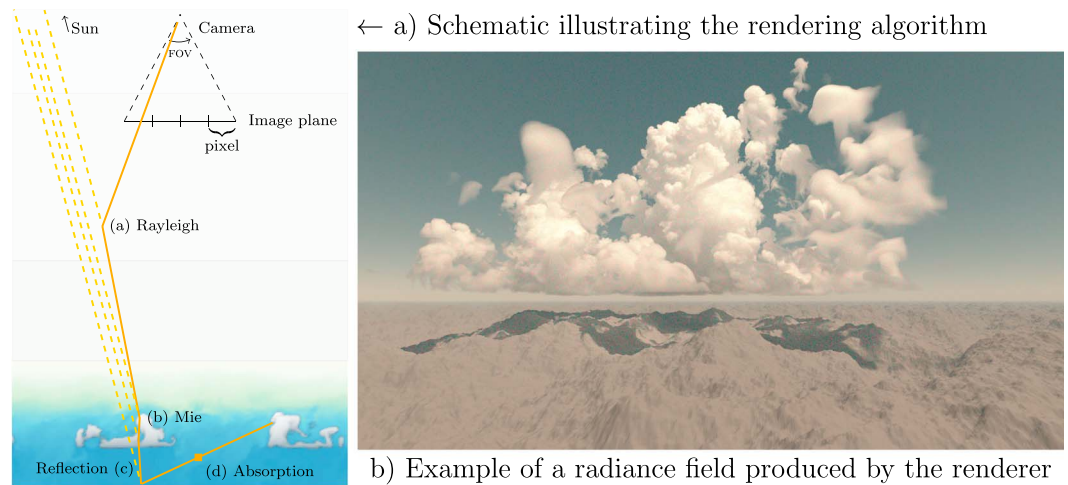 ← a) Schematic illustrating the rendering algorithm
Sun
Camera
FOV
Image plane
pixel
(a) Rayleigh
(b) Mie
Reflection (c)
(d) Absorption
b) Example of a radiance field produced by the renderer